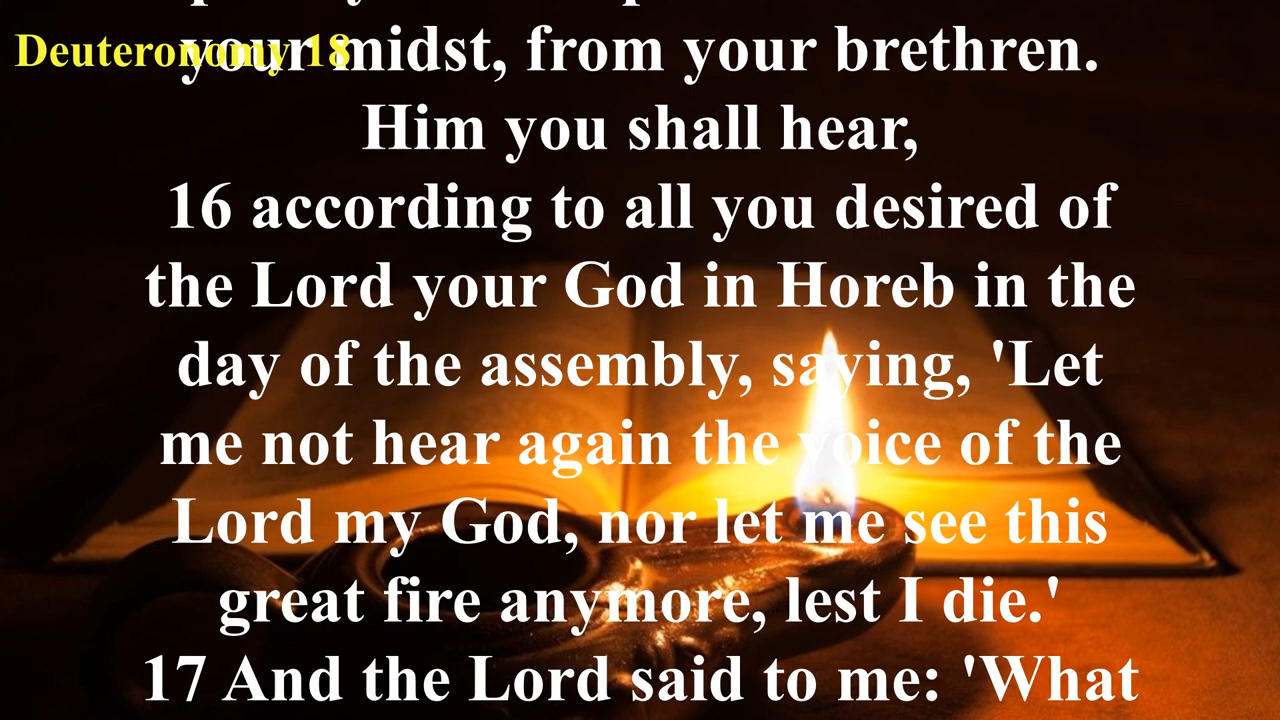 Deuteronomy 18
your midst, from your brethren.
Him you shall hear,
16 according to all you desired of
the Lord your God in Horeb in the
day of the assembly, saying, 'Let
me not hear again the voice of the
Lord my God, nor let me see this
great fire anymore, lest I die.'
17 And the Lord said to me: 'What